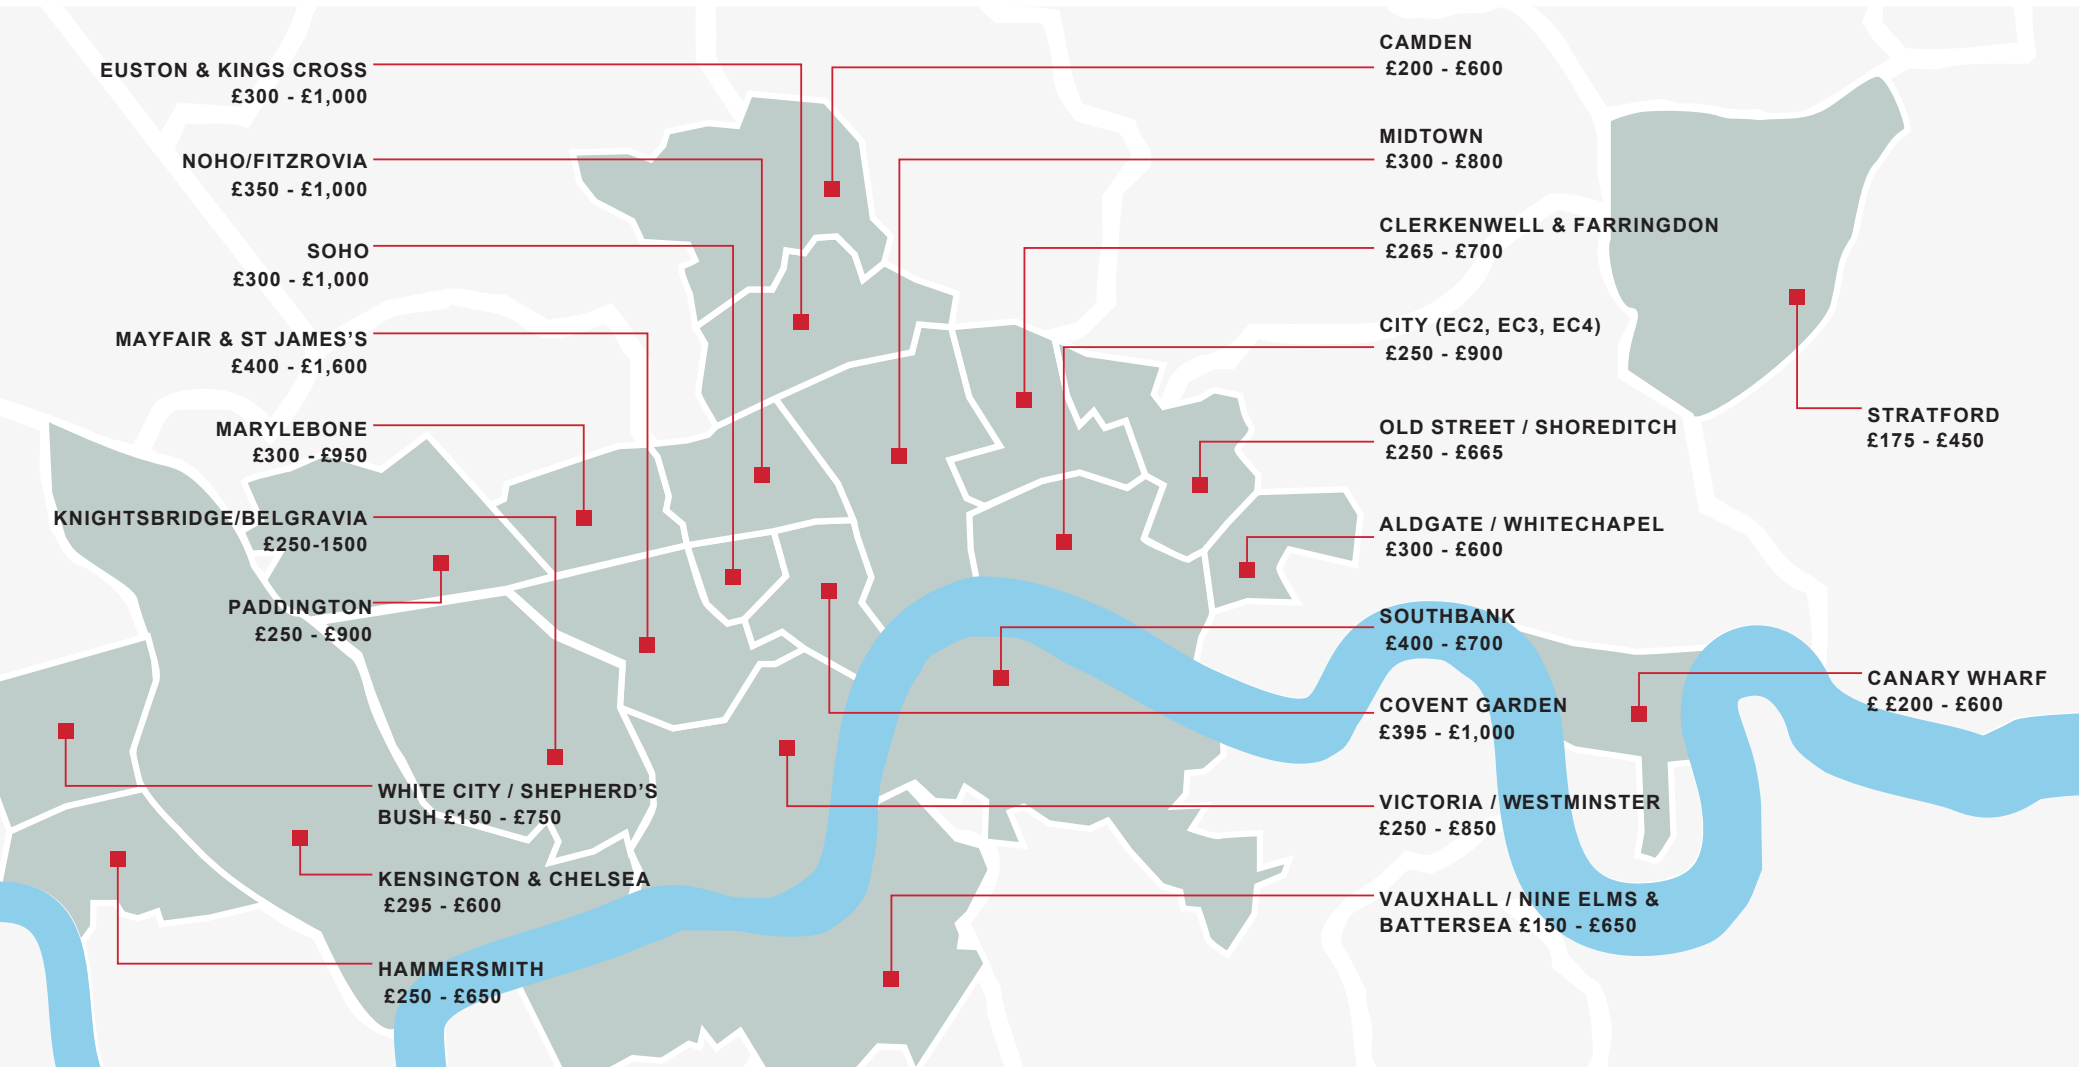 EUSTON & KINGS CROSS
£300 - £1,000
NOHO/FITZROVIA
£350 - £1,000
SOHO
£300 - £1,000
MAYFAIR & ST JAMES’S
£400 - £1,600
MARYLEBONE
£300 - £950
KNIGHTSBRIDGE/BELGRAVIA
£250-1500
PADDINGTON
£250 - £900
WHITE CITY / SHEPHERD’S
BUSH £150 - £750
KENSINGTON & CHELSEA
£295 - £600
HAMMERSMITH
£250 - £650
CAMDEN
£200 - £600
MIDTOWN
£300 - £800
CLERKENWELL & FARRINGDON
£265 - £700
CITY (EC2, EC3, EC4)
£250 - £900
OLD STREET / SHOREDITCH
£250 - £665
ALDGATE / WHITECHAPEL
£300 - £600
SOUTHBANK
£400 - £700
COVENT GARDEN
£395 - £1,000
VICTORIA / WESTMINSTER
£250 - £850
VAUXHALL / NINE ELMS &
BATTERSEA £150 - £650
STRATFORD
£175 - £450
CANARY WHARF
£ £200 - £600